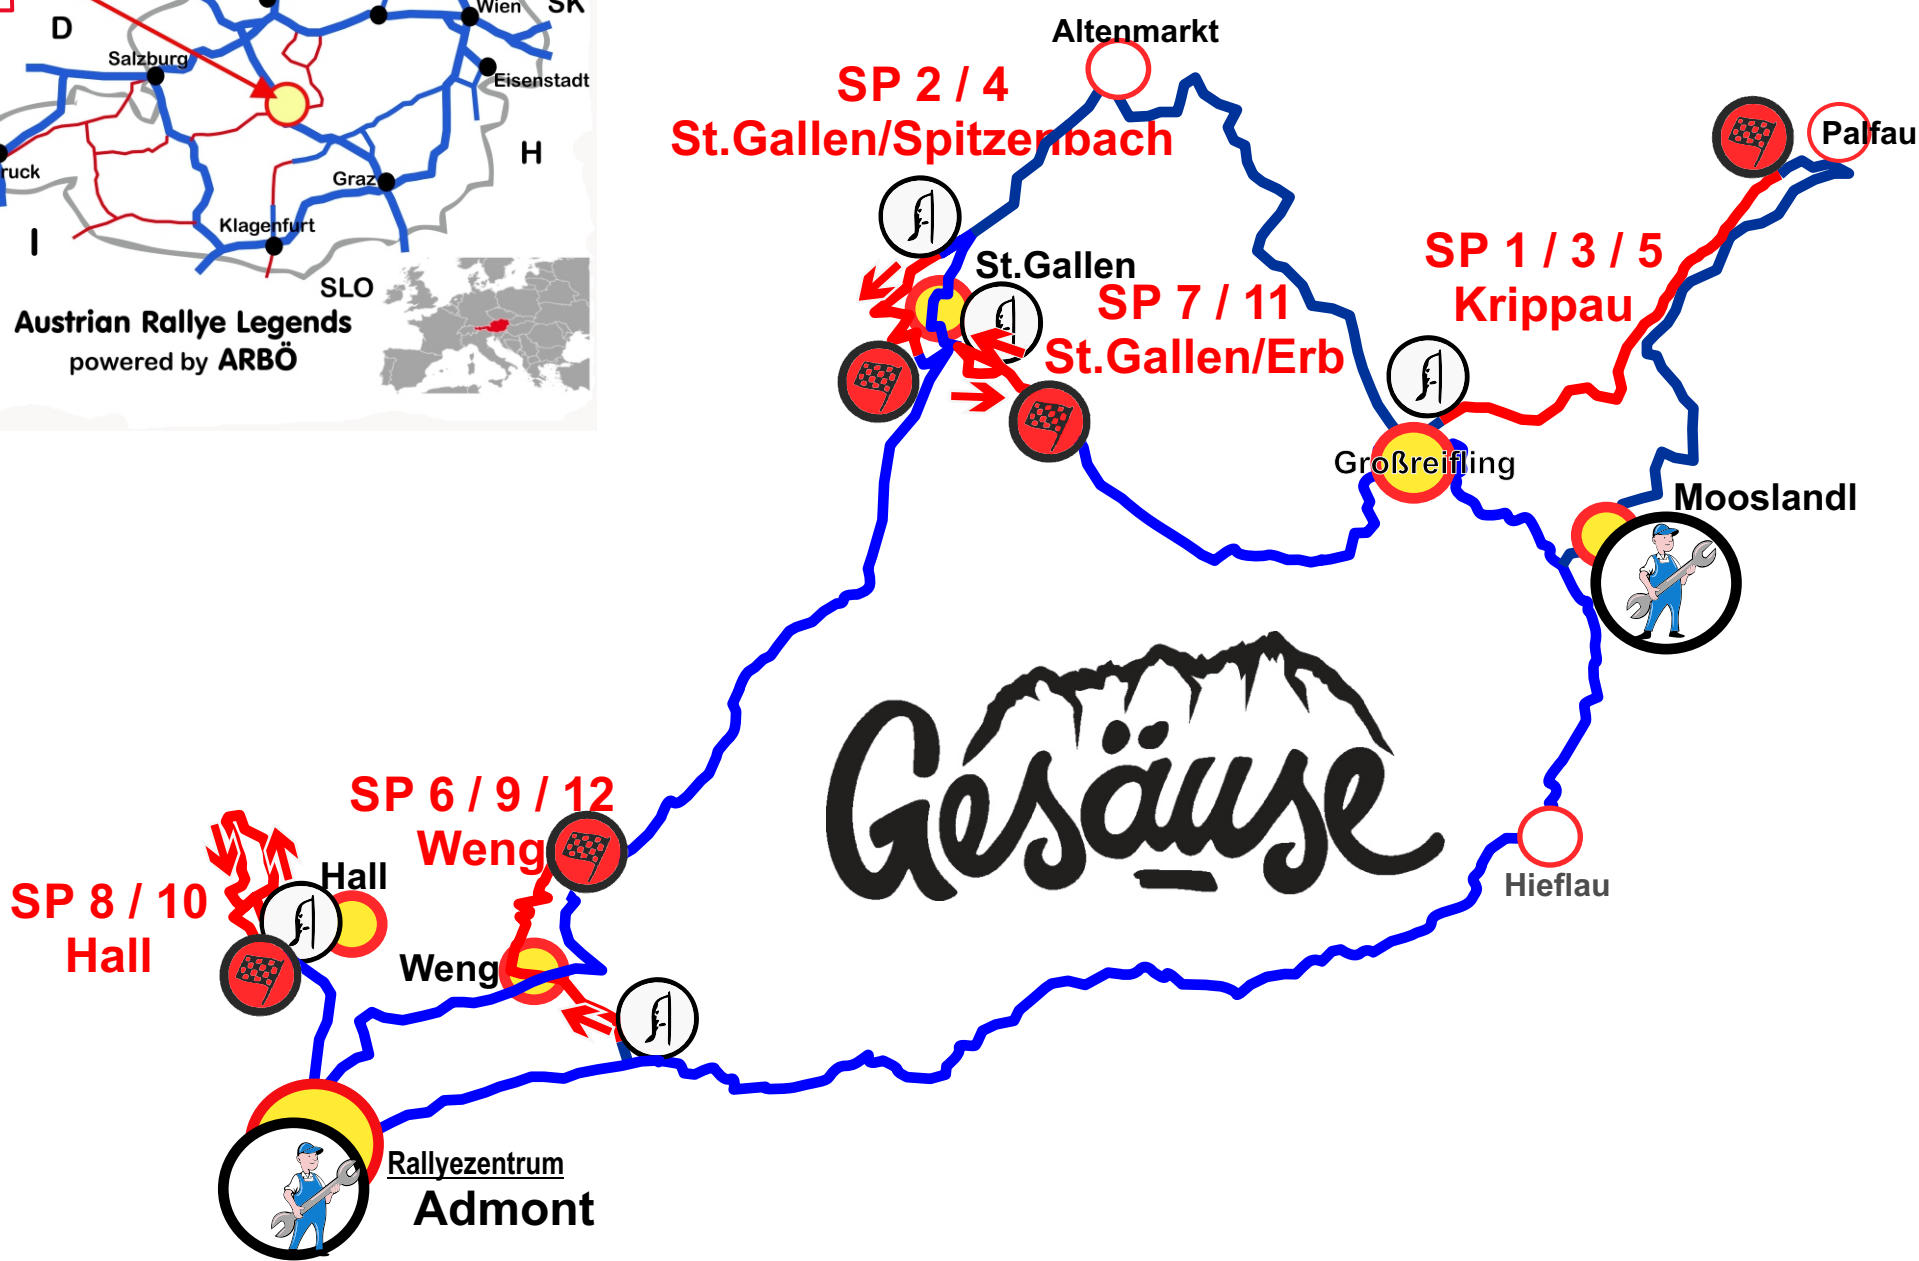 D
Wien
SK
Salzburg
Eisenstadt
H
ruck
Graz
Klagenfurt
I
SLO
Austrian Rallye Legends
powered by ARBÖ
Altenmarkt
SP 2 / 4
St.Gallen/Spitzenbach
Palfau
St.Gallen
SP 7 / 11
St.Gallen/Erb
SP 1 / 3 / 5
Krippau
Großreifling
Mooslandl
Gesäuse
Hieflau
SP 6 / 9 / 12
Weng
Hall
SP 8 / 10
Hall
Weng
Rallyezentrum
Admont